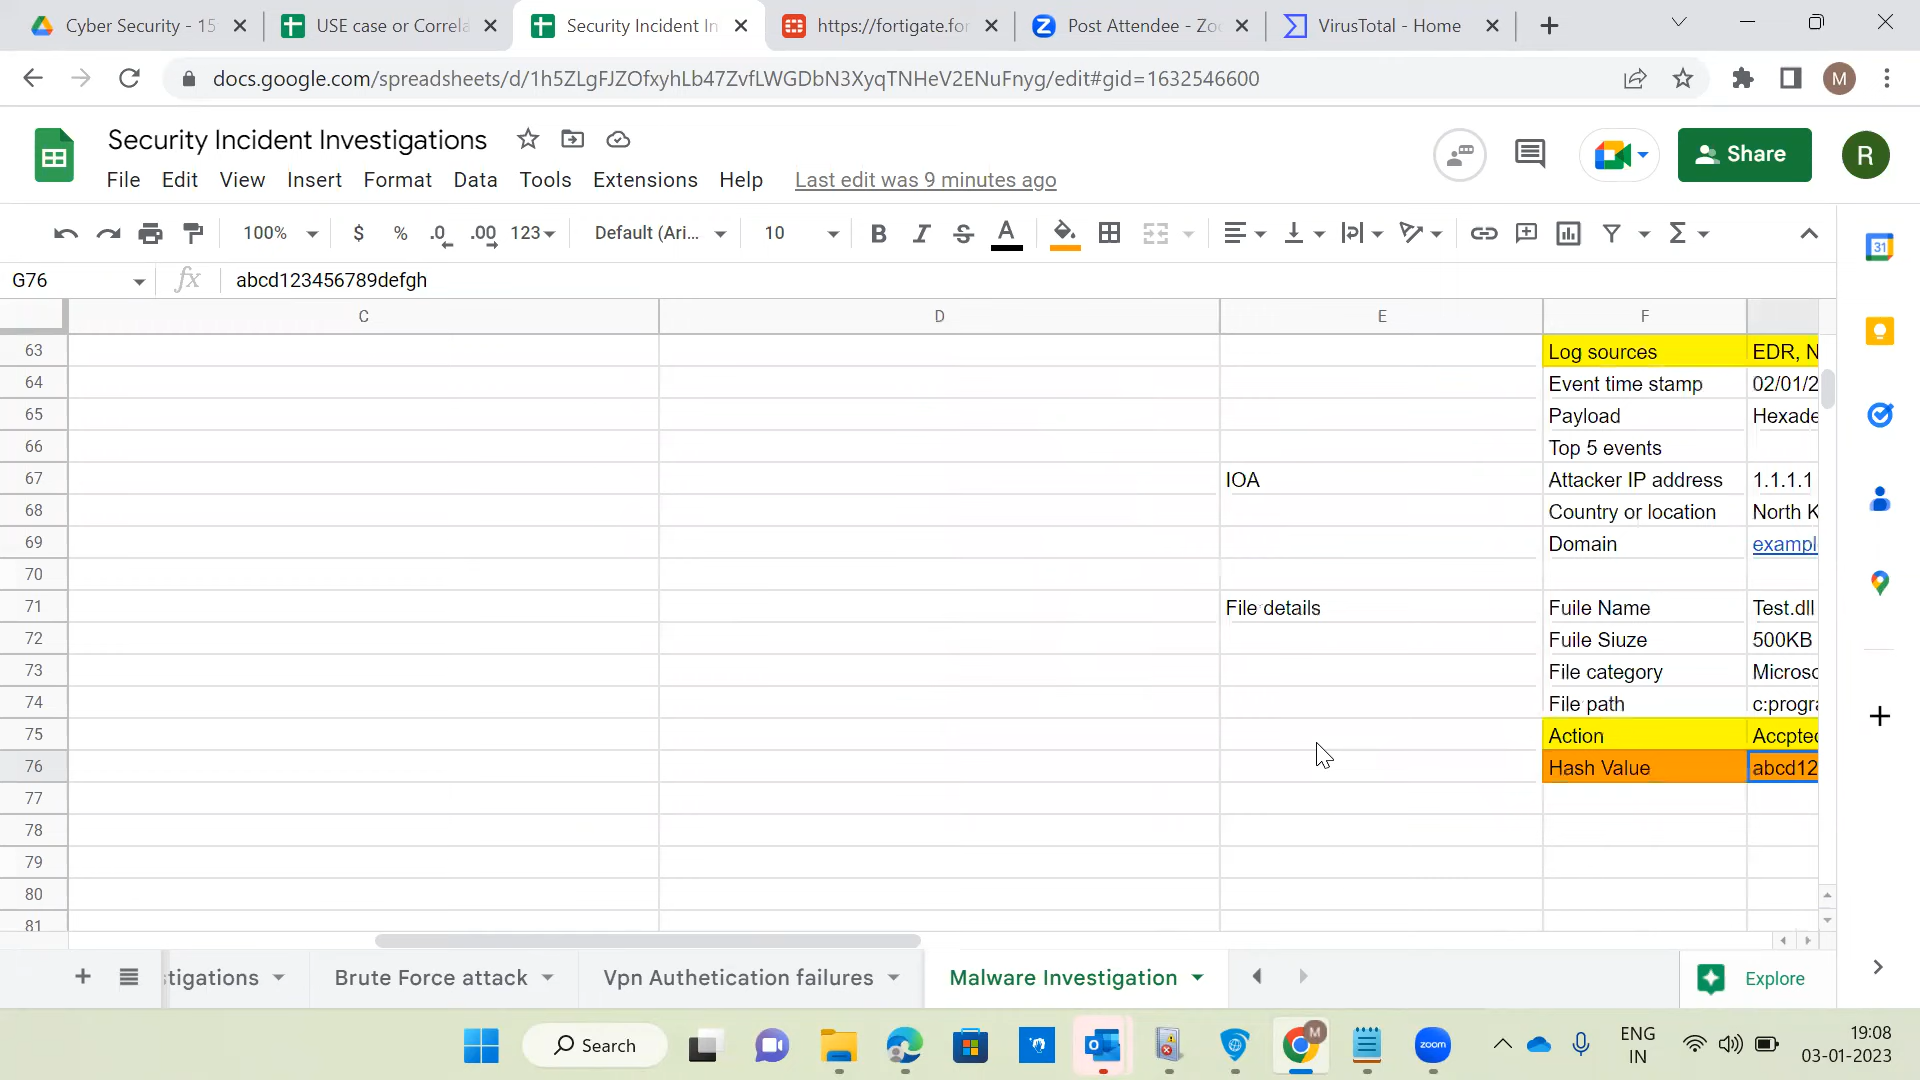 Cyber Security - 15
USE case or Correla
Security Incident In
https://fortigate.for
Post Attendee - Zoo
VirusTotal - Home
docs.google.com/spreadsheets/d/1h5ZLgFJZOfxyhLb47ZvfLWGDbN3XyqTNHeV2ENuFnyg/edit#gid=1632546600
M
Security Incident Investigations
Share
R
File Edit View Insert Format Data Tools Extensions Help Last edit was 9 minutes ago
100% $ % .0 .00 123 Default (Ari... 10 B I S A
31
G76 fx abcd123456789defgh
C D E F
63 Log sources EDR, N
64 Event time stamp 02/01/2
65 Payload Hexade
66 Top 5 events
67 IOA Attacker IP address 1.1.1.1
68 Country or location North K
69 Domain exampl
70
71 File details Fuile Name Test.dll
72 Fuile Siuze 500KB
73 File category Microsc
74 File path c:progra
75 Action Accpted
76 Hash Value abcd12
77
78
79
80
81
tigations Brute Force attack Vpn Authetication failures Malware Investigation Explore
Search
M
zoom
ENG
IN
19:08
03-01-2023